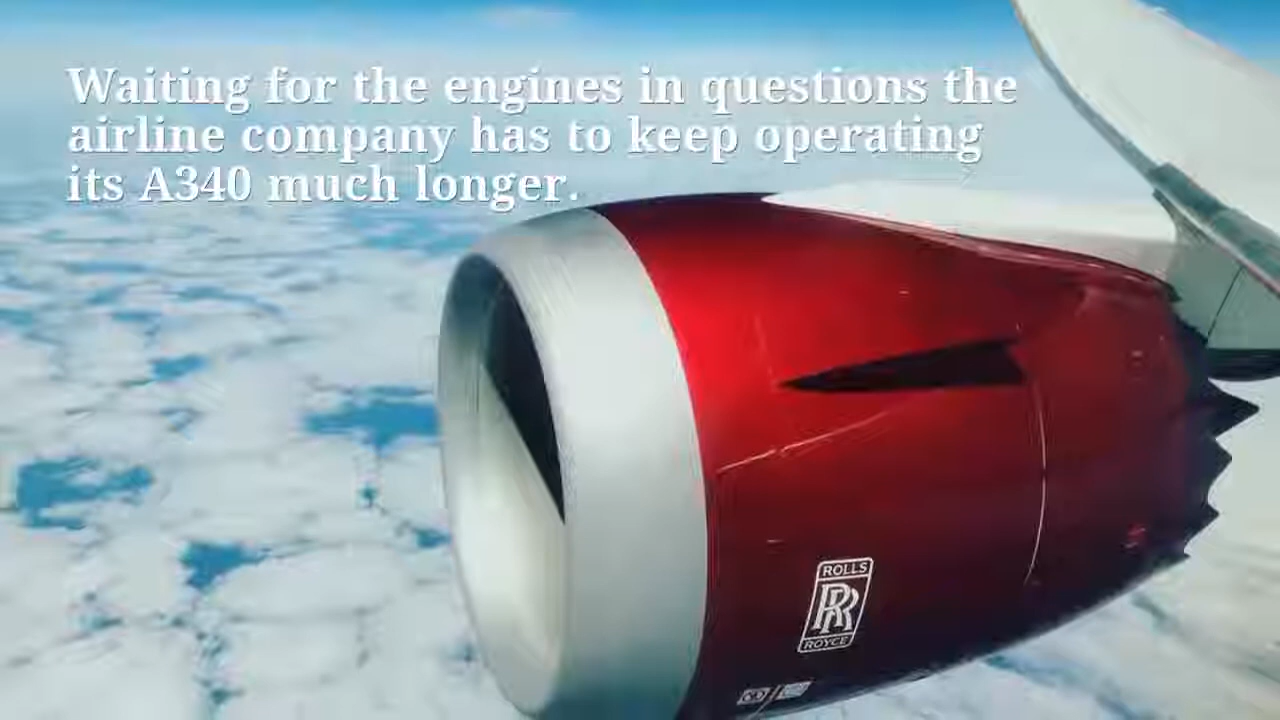 Waiting for the engines in questions the
airline company has to keep operating
its A340 much longer.
ROLLS
RR
ROYCE